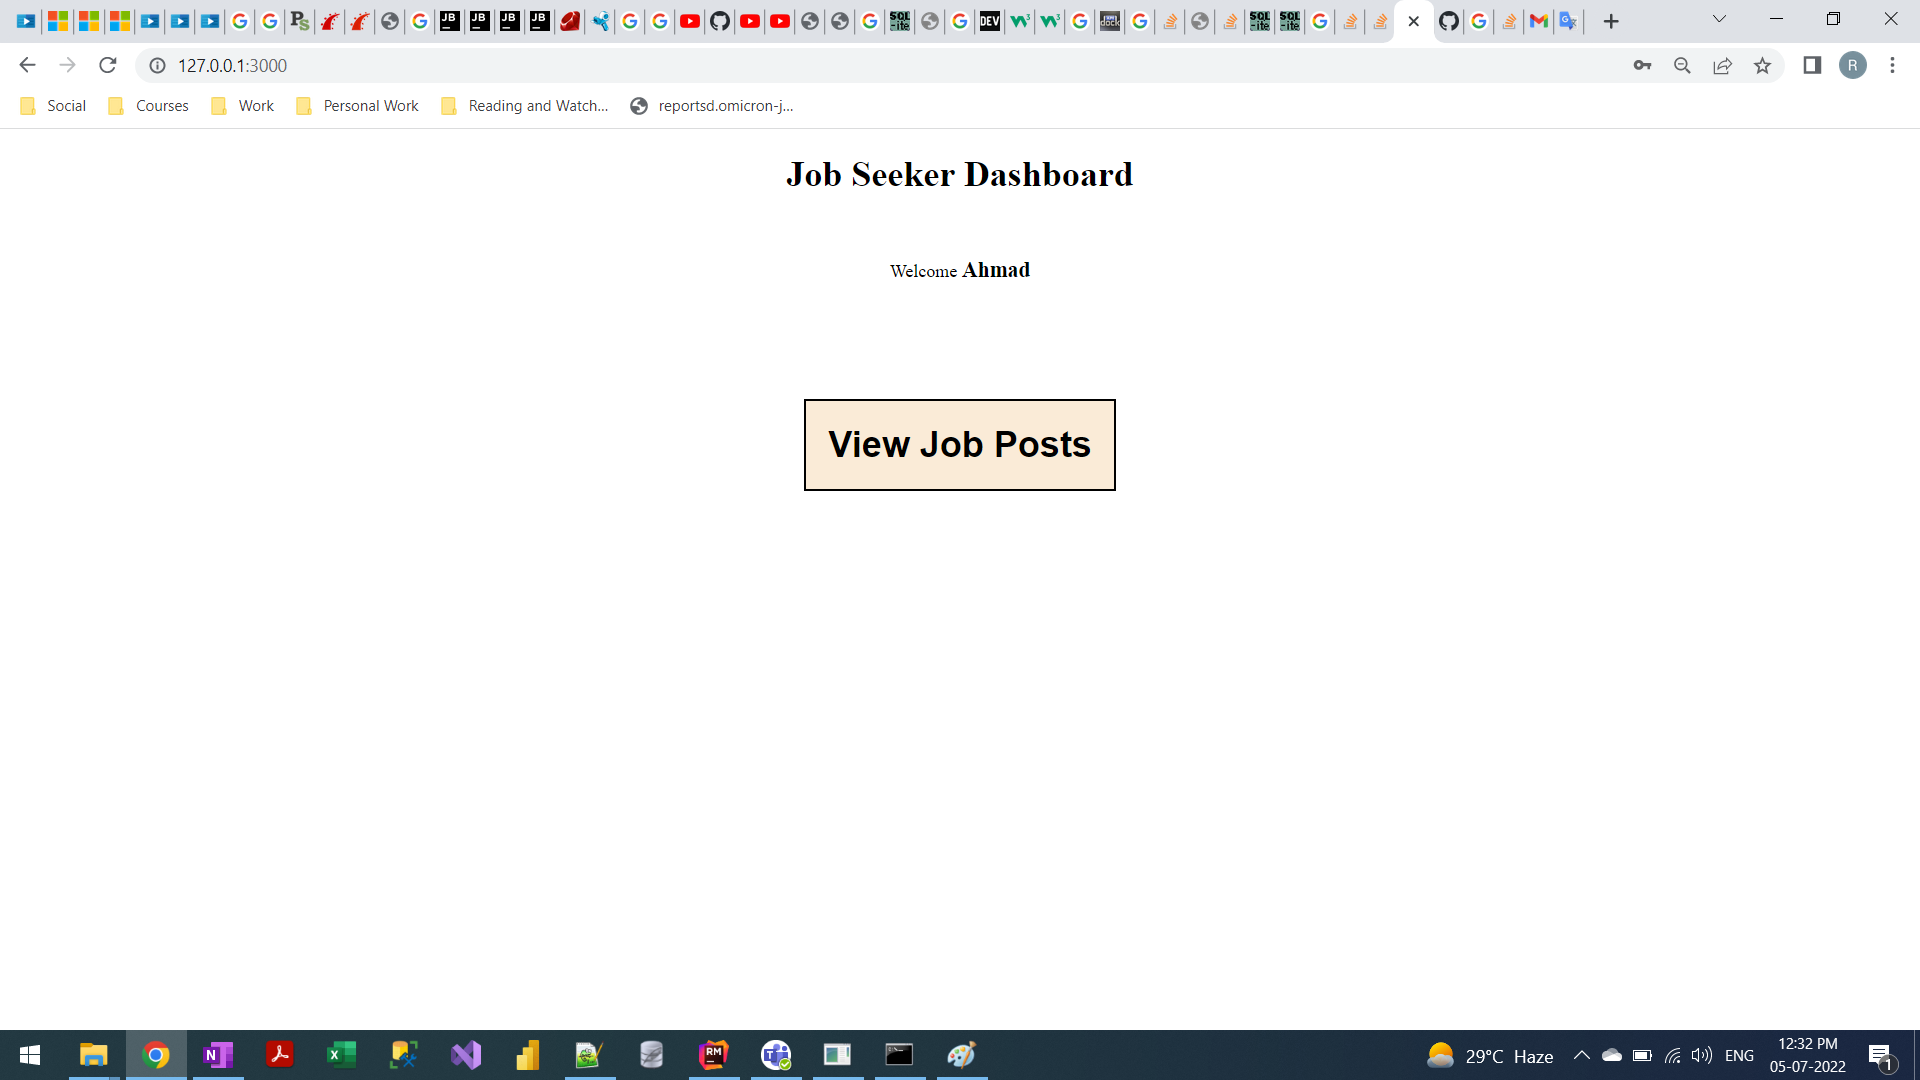 127.0.0.1:3000
R
Social
Courses
Work
Personal Work
Reading and Watch...
reportsd.omicron-j...
Job Seeker Dashboard
Welcome Ahmad
View Job Posts
29°C Haze
ENG
12:32 PM
05-07-2022
1